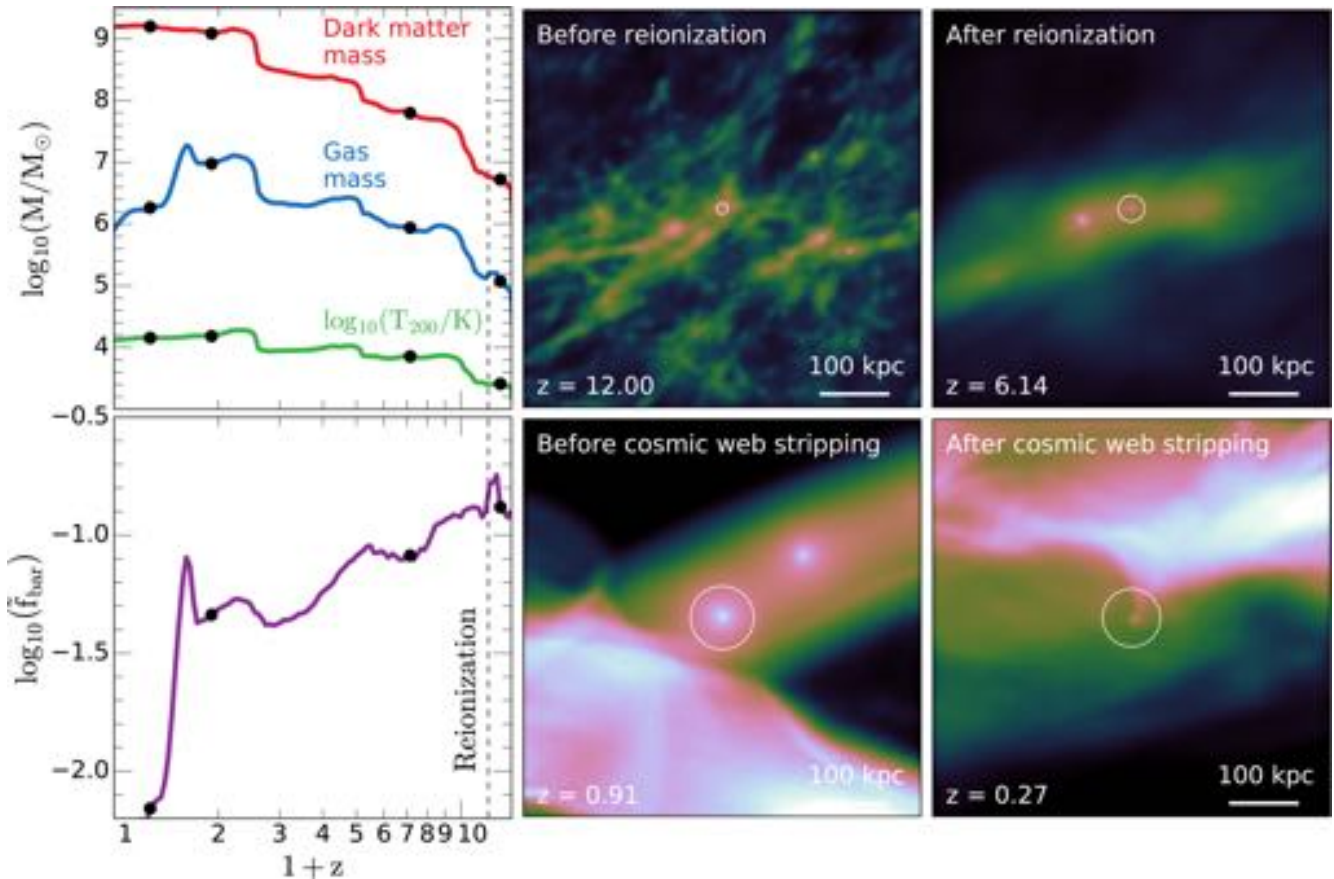 9
8
7
6
5
4
log₁₀(M/M⊙)
Dark matter
mass
Gas
mass
log₁₀(T₂₀₀/K)
Before reionization
z = 12.00
100 kpc
After reionization
z = 6.14
100 kpc
−0.5
−1.0
−1.5
−2.0
log₁₀(f̃_bar)
Reionization
1 2 3 4 5 6 7 8 9 10
1 + z
Before cosmic web stripping
z = 0.91
100 kpc
After cosmic web stripping
z = 0.27
100 kpc